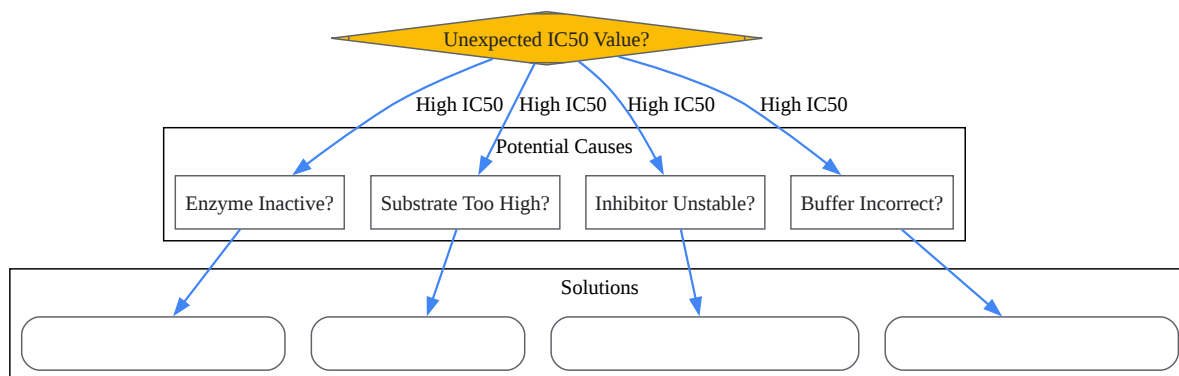 Unexpected IC50 Value?
High IC50
High IC50
High IC50
High IC50
Potential Causes
Enzyme Inactive?
Substrate Too High?
Inhibitor Unstable?
Buffer Incorrect?
Solutions